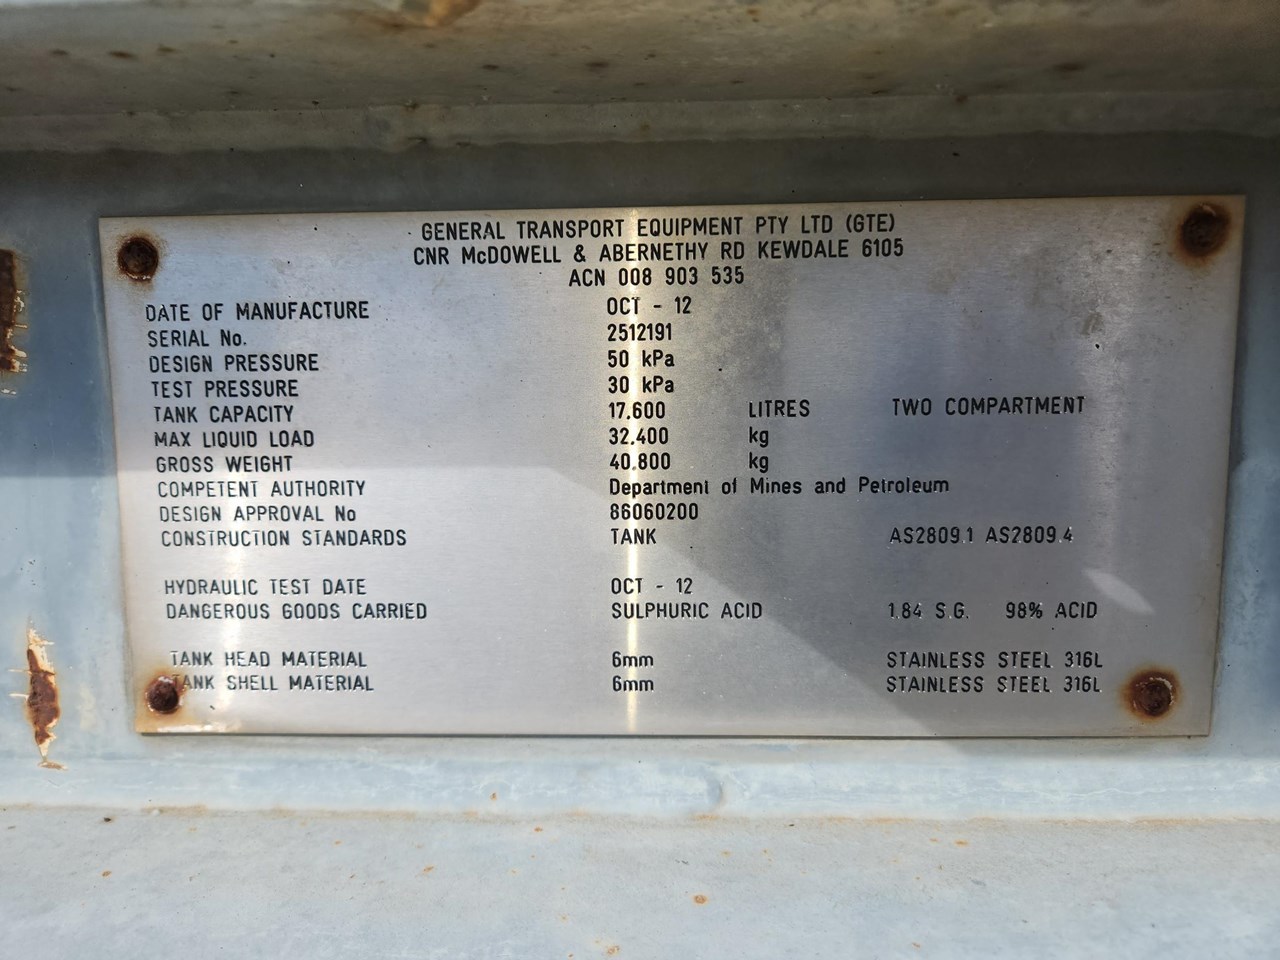 GENERAL TRANSPORT EQUIPMENT PTY LTD (GTE)
CNR McDOWELL & ABERNETHY RD KEWDALE 6105
ACN 008 903 535
DATE OF MANUFACTURE OCT - 12
SERIAL No. 2512191
DESIGN PRESSURE 50 kPa
TEST PRESSURE 30 kPa
TANK CAPACITY 17.600 LITRES TWO COMPARTMENT
MAX LIQUID LOAD 32.400 kg
GROSS WEIGHT 40.800 kg
COMPETENT AUTHORITY Department of Mines and Petroleum
DESIGN APPROVAL No 86060200
CONSTRUCTION STANDARDS TANK AS2809.1 AS2809.4
HYDRAULIC TEST DATE OCT - 12
DANGEROUS GOODS CARRIED SULPHURIC ACID 1.84 S.G. 98% ACID
TANK HEAD MATERIAL 6mm STAINLESS STEEL 316L
TANK SHELL MATERIAL 6mm STAINLESS STEEL 316L